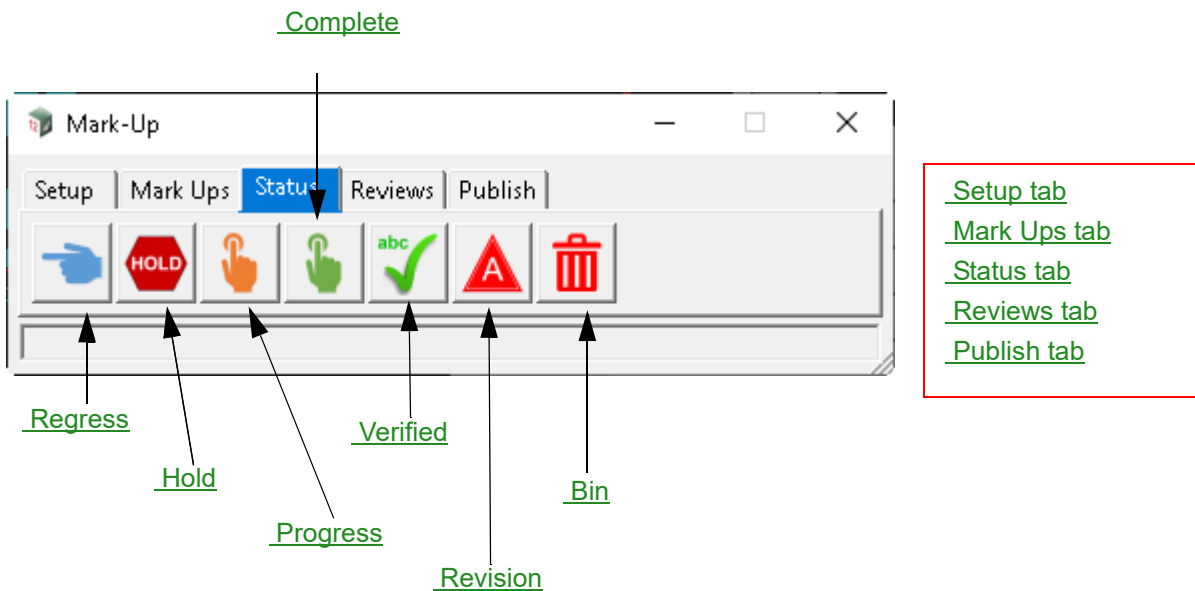 Complete
12
Mark-Up
Setup Mark Ups Status Reviews Publish
HOLD abc A
Setup tab
Mark Ups tab
Status tab
Reviews tab
Publish tab
Regress
Verified
Hold
Bin
Progress
Revision